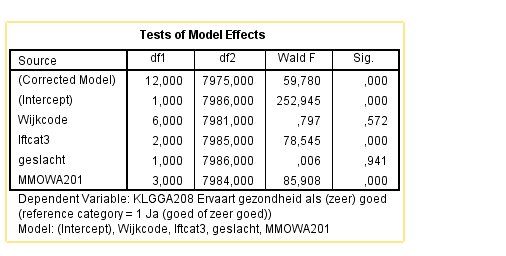 Tests of Model Effects
Source df1 df2 Wald F Sig.
(Corrected Model) 12,000 7975,000 59,780 ,000
(Intercept) 1,000 7986,000 252,945 ,000
Wijkcode 6,000 7981,000 ,797 ,572
lftcat3 2,000 7985,000 78,545 ,000
geslacht 1,000 7986,000 ,006 ,941
MMOWA201 3,000 7984,000 85,908 ,000
Dependent Variable: KLGGA208 Ervaart gezondheid als (zeer) goed
(reference category = 1 Ja (goed of zeer goed))
Model: (Intercept), Wijkcode, lftcat3, geslacht, MMOWA201